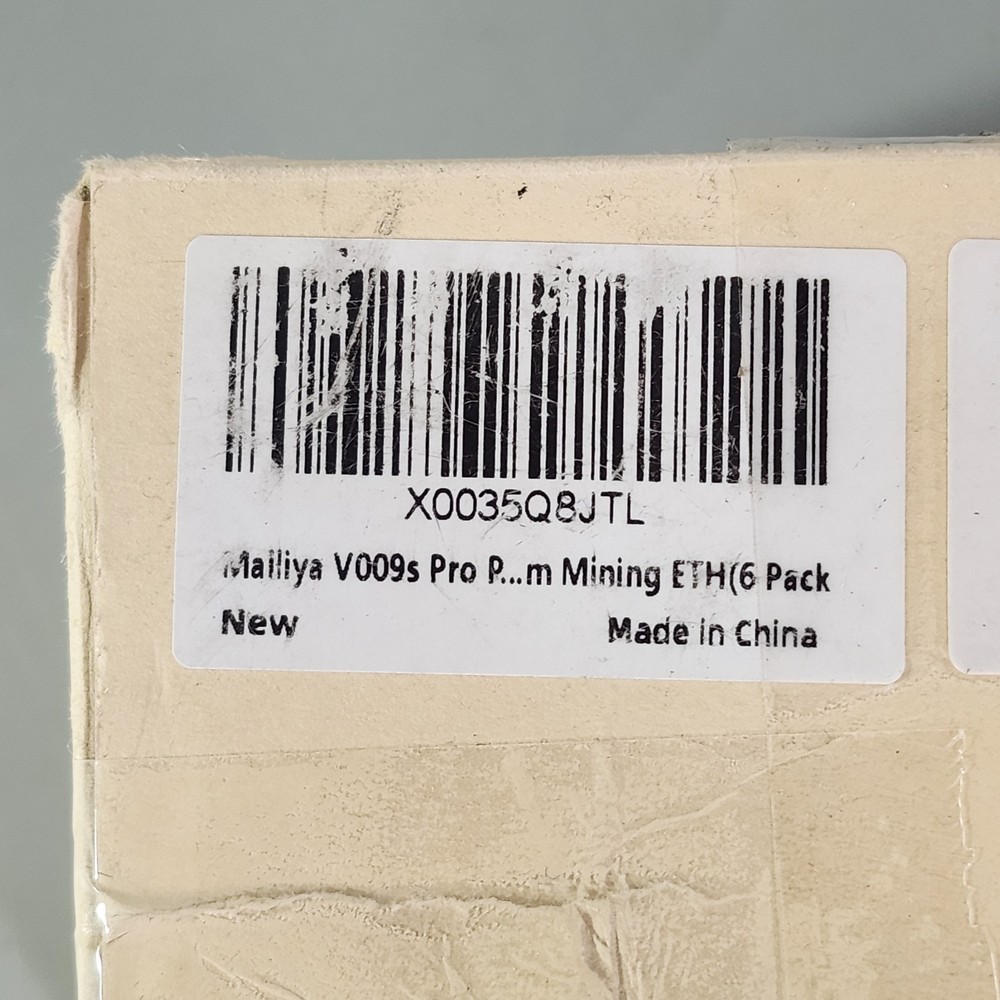 X0035Q8JTL
Mailiya V009s Pro P...m Mining ETH(6 Pack
New
Made in China